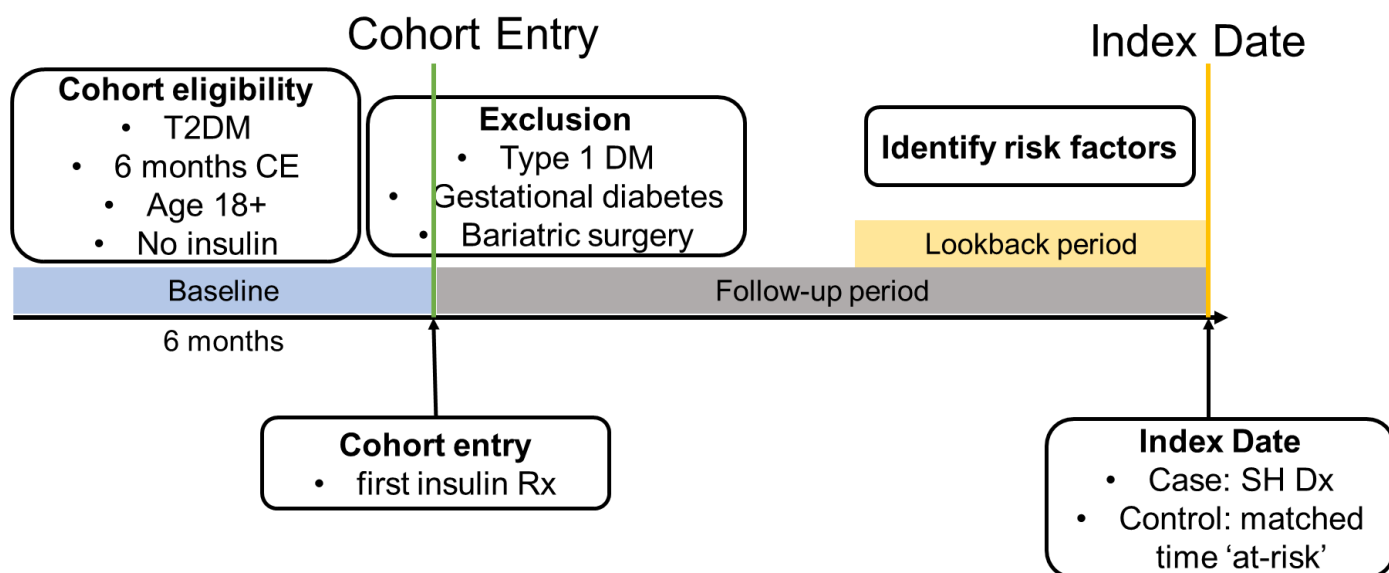 Cohort Entry
Index Date
Cohort eligibility
• T2DM
• 6 months CE
• Age 18+
• No insulin
Exclusion
• Type 1 DM
• Gestational diabetes
• Bariatric surgery
Identify risk factors
Lookback period
Baseline
Follow-up period
6 months
Cohort entry
• first insulin Rx
Index Date
• Case: SH Dx
• Control: matched
time ‘at-risk’